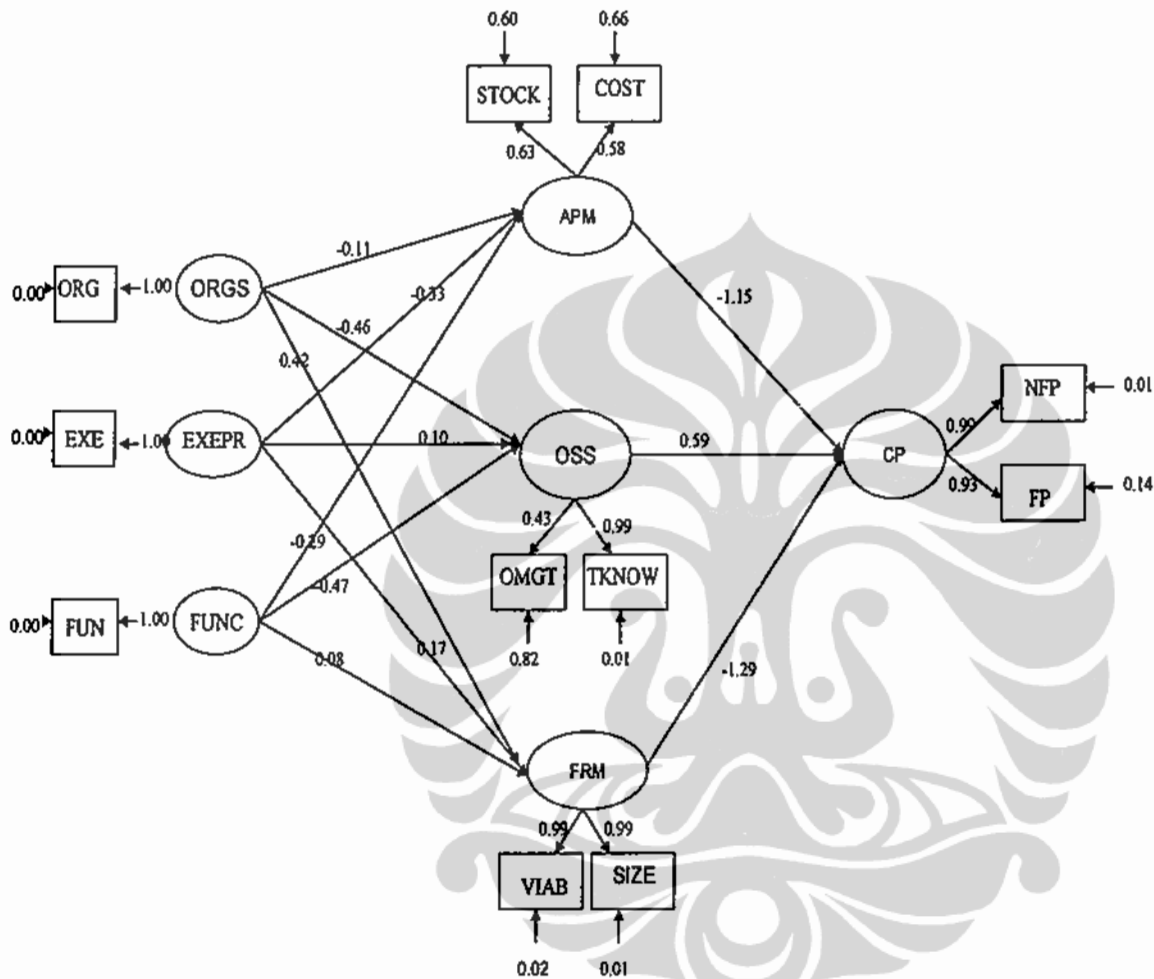 0.60 0.66
STOCK COST
0.63 0.58
APM
-0.11
0.00 ORG 1.00 ORGS
-0.33
-1.15
-0.46
0.42
NFP 0.01
0.00 EXE 1.00 EXEPR 0.10 OSS 0.59 CP 0.99
0.93 FP 0.14
0.43 0.99
-0.29
OMGT TKNOW
-0.47
0.00 FUN 1.00 FUNC
0.08 0.17 0.82 0.01
-1.29
FRM
0.99 0.99
VIAB SIZE
0.02 0.01